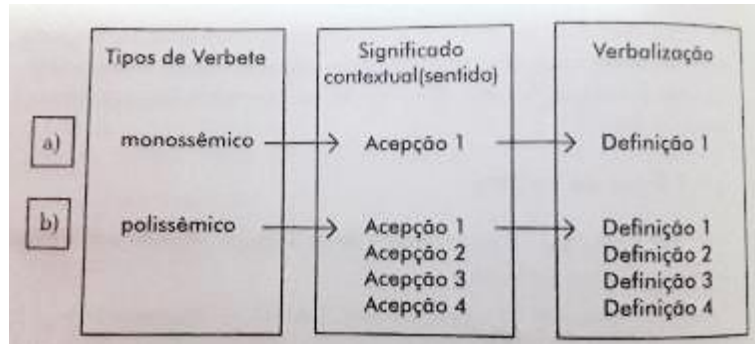 Tipos de Verbete
Significado
contextual(sentido)
Verbalização
a)
monossêmico
Acepção 1
Definição 1
b)
polissêmico
Acepção 1
Definição 1
Acepção 2
Definição 2
Acepção 3
Definição 3
Acepção 4
Definição 4